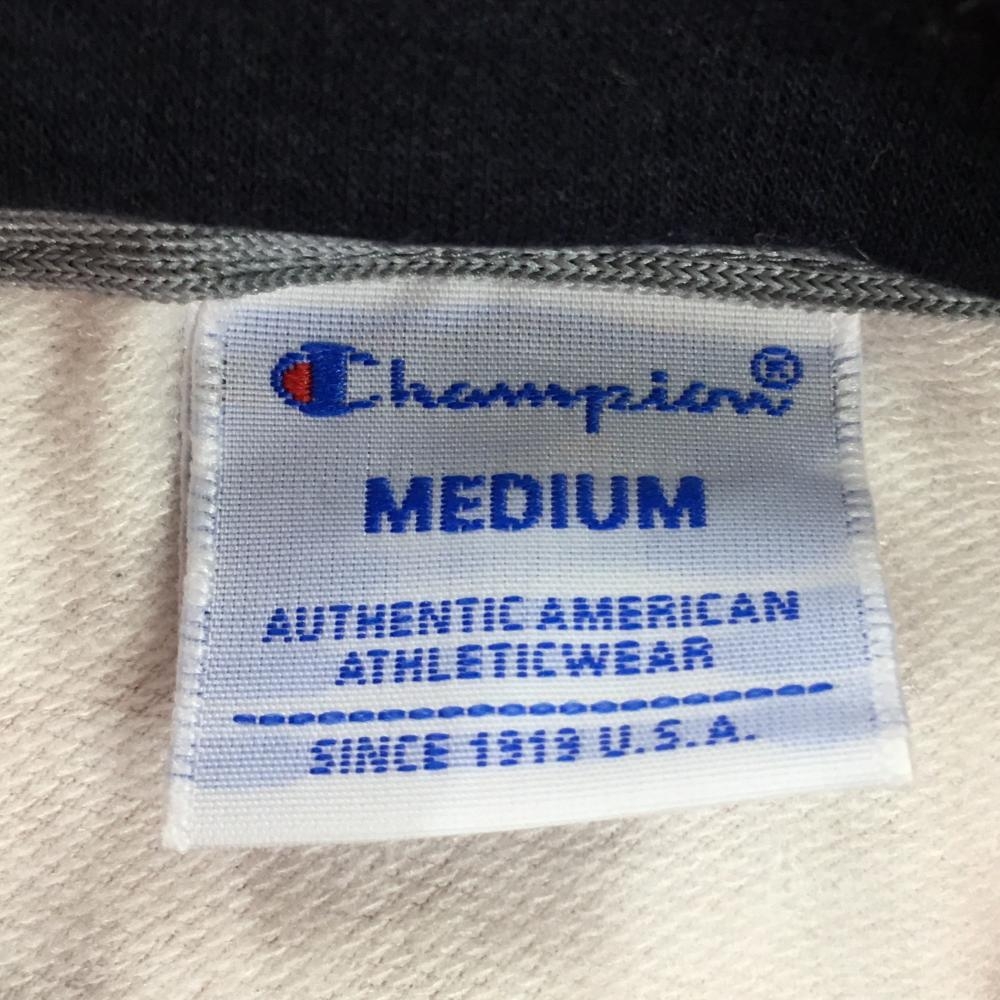 Champion®
MEDIUM
AUTHENTIC AMERICAN
ATHLETICWEAR
SINCE 1919 U.S.A.